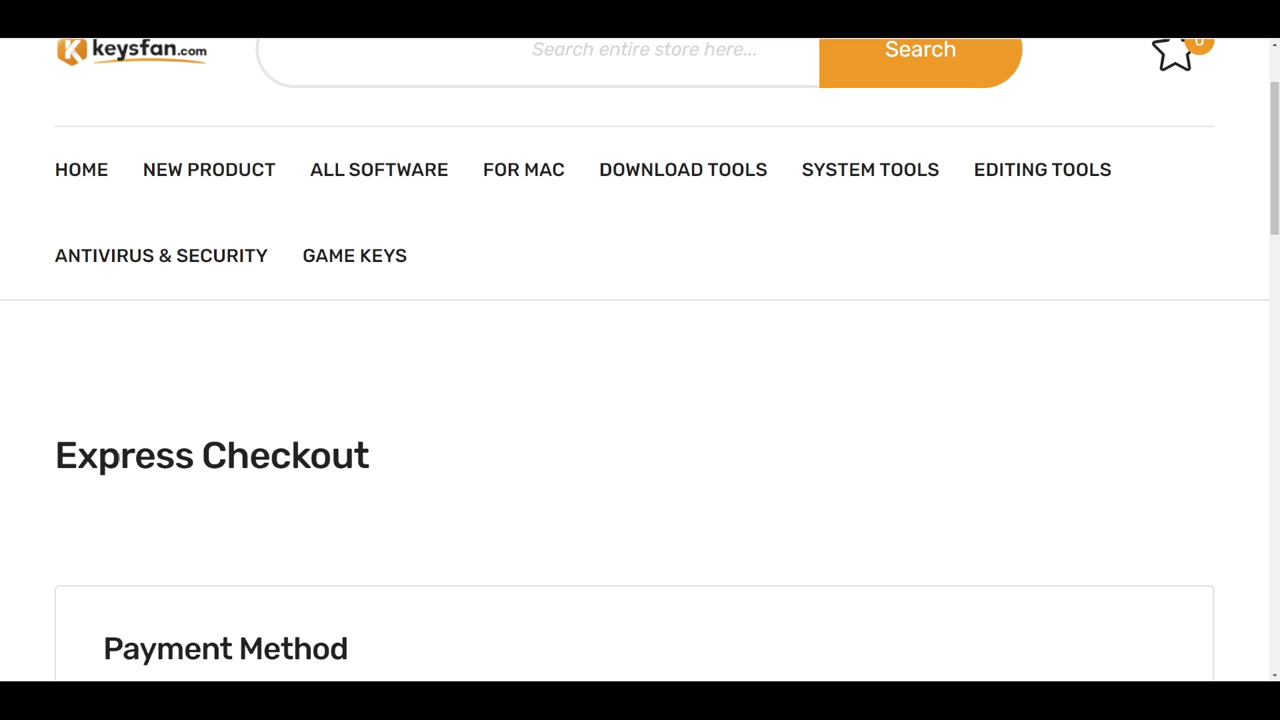 keysfan.com
Search entire store here... Search
0
HOME NEW PRODUCT ALL SOFTWARE FOR MAC DOWNLOAD TOOLS SYSTEM TOOLS EDITING TOOLS
ANTIVIRUS & SECURITY GAME KEYS
Express Checkout
Payment Method